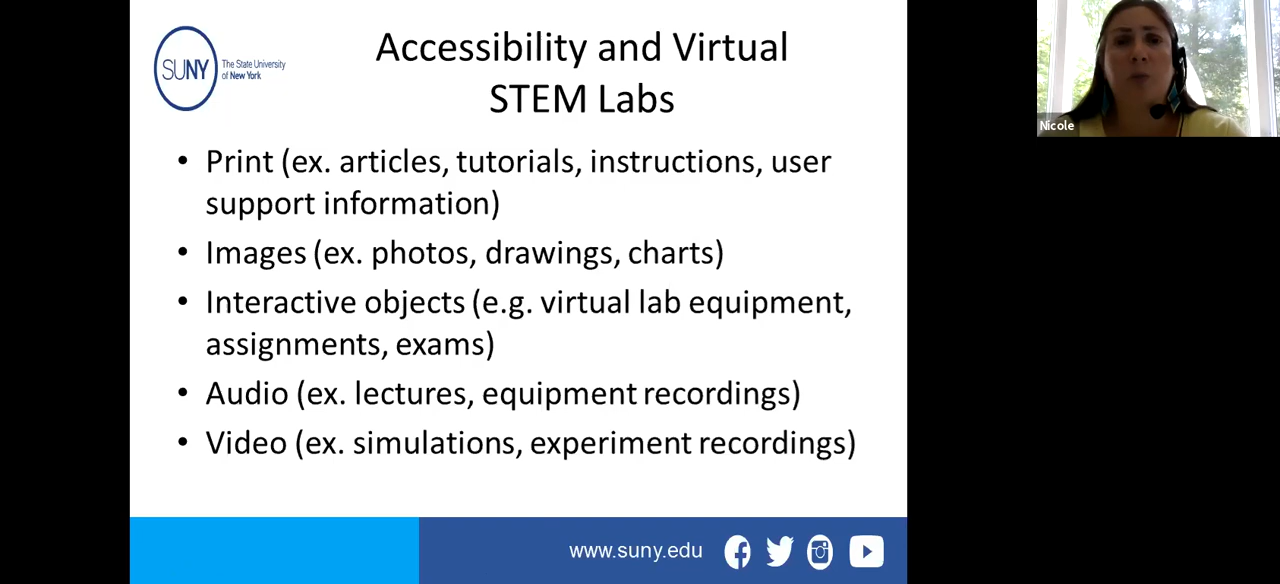 SUNY
The State University
of New York
Accessibility and Virtual
STEM Labs
• Print (ex. articles, tutorials, instructions, user
support information)
• Images (ex. photos, drawings, charts)
• Interactive objects (e.g. virtual lab equipment,
assignments, exams)
• Audio (ex. lectures, equipment recordings)
• Video (ex. simulations, experiment recordings)
www.suny.edu
Nicole